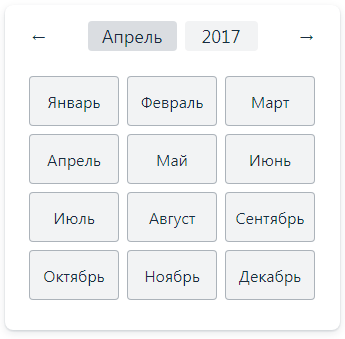 ← Апрель 2017 →
Январь Февраль Март
Апрель Май Июнь
Июль Август Сентябрь
Октябрь Ноябрь Декабрь